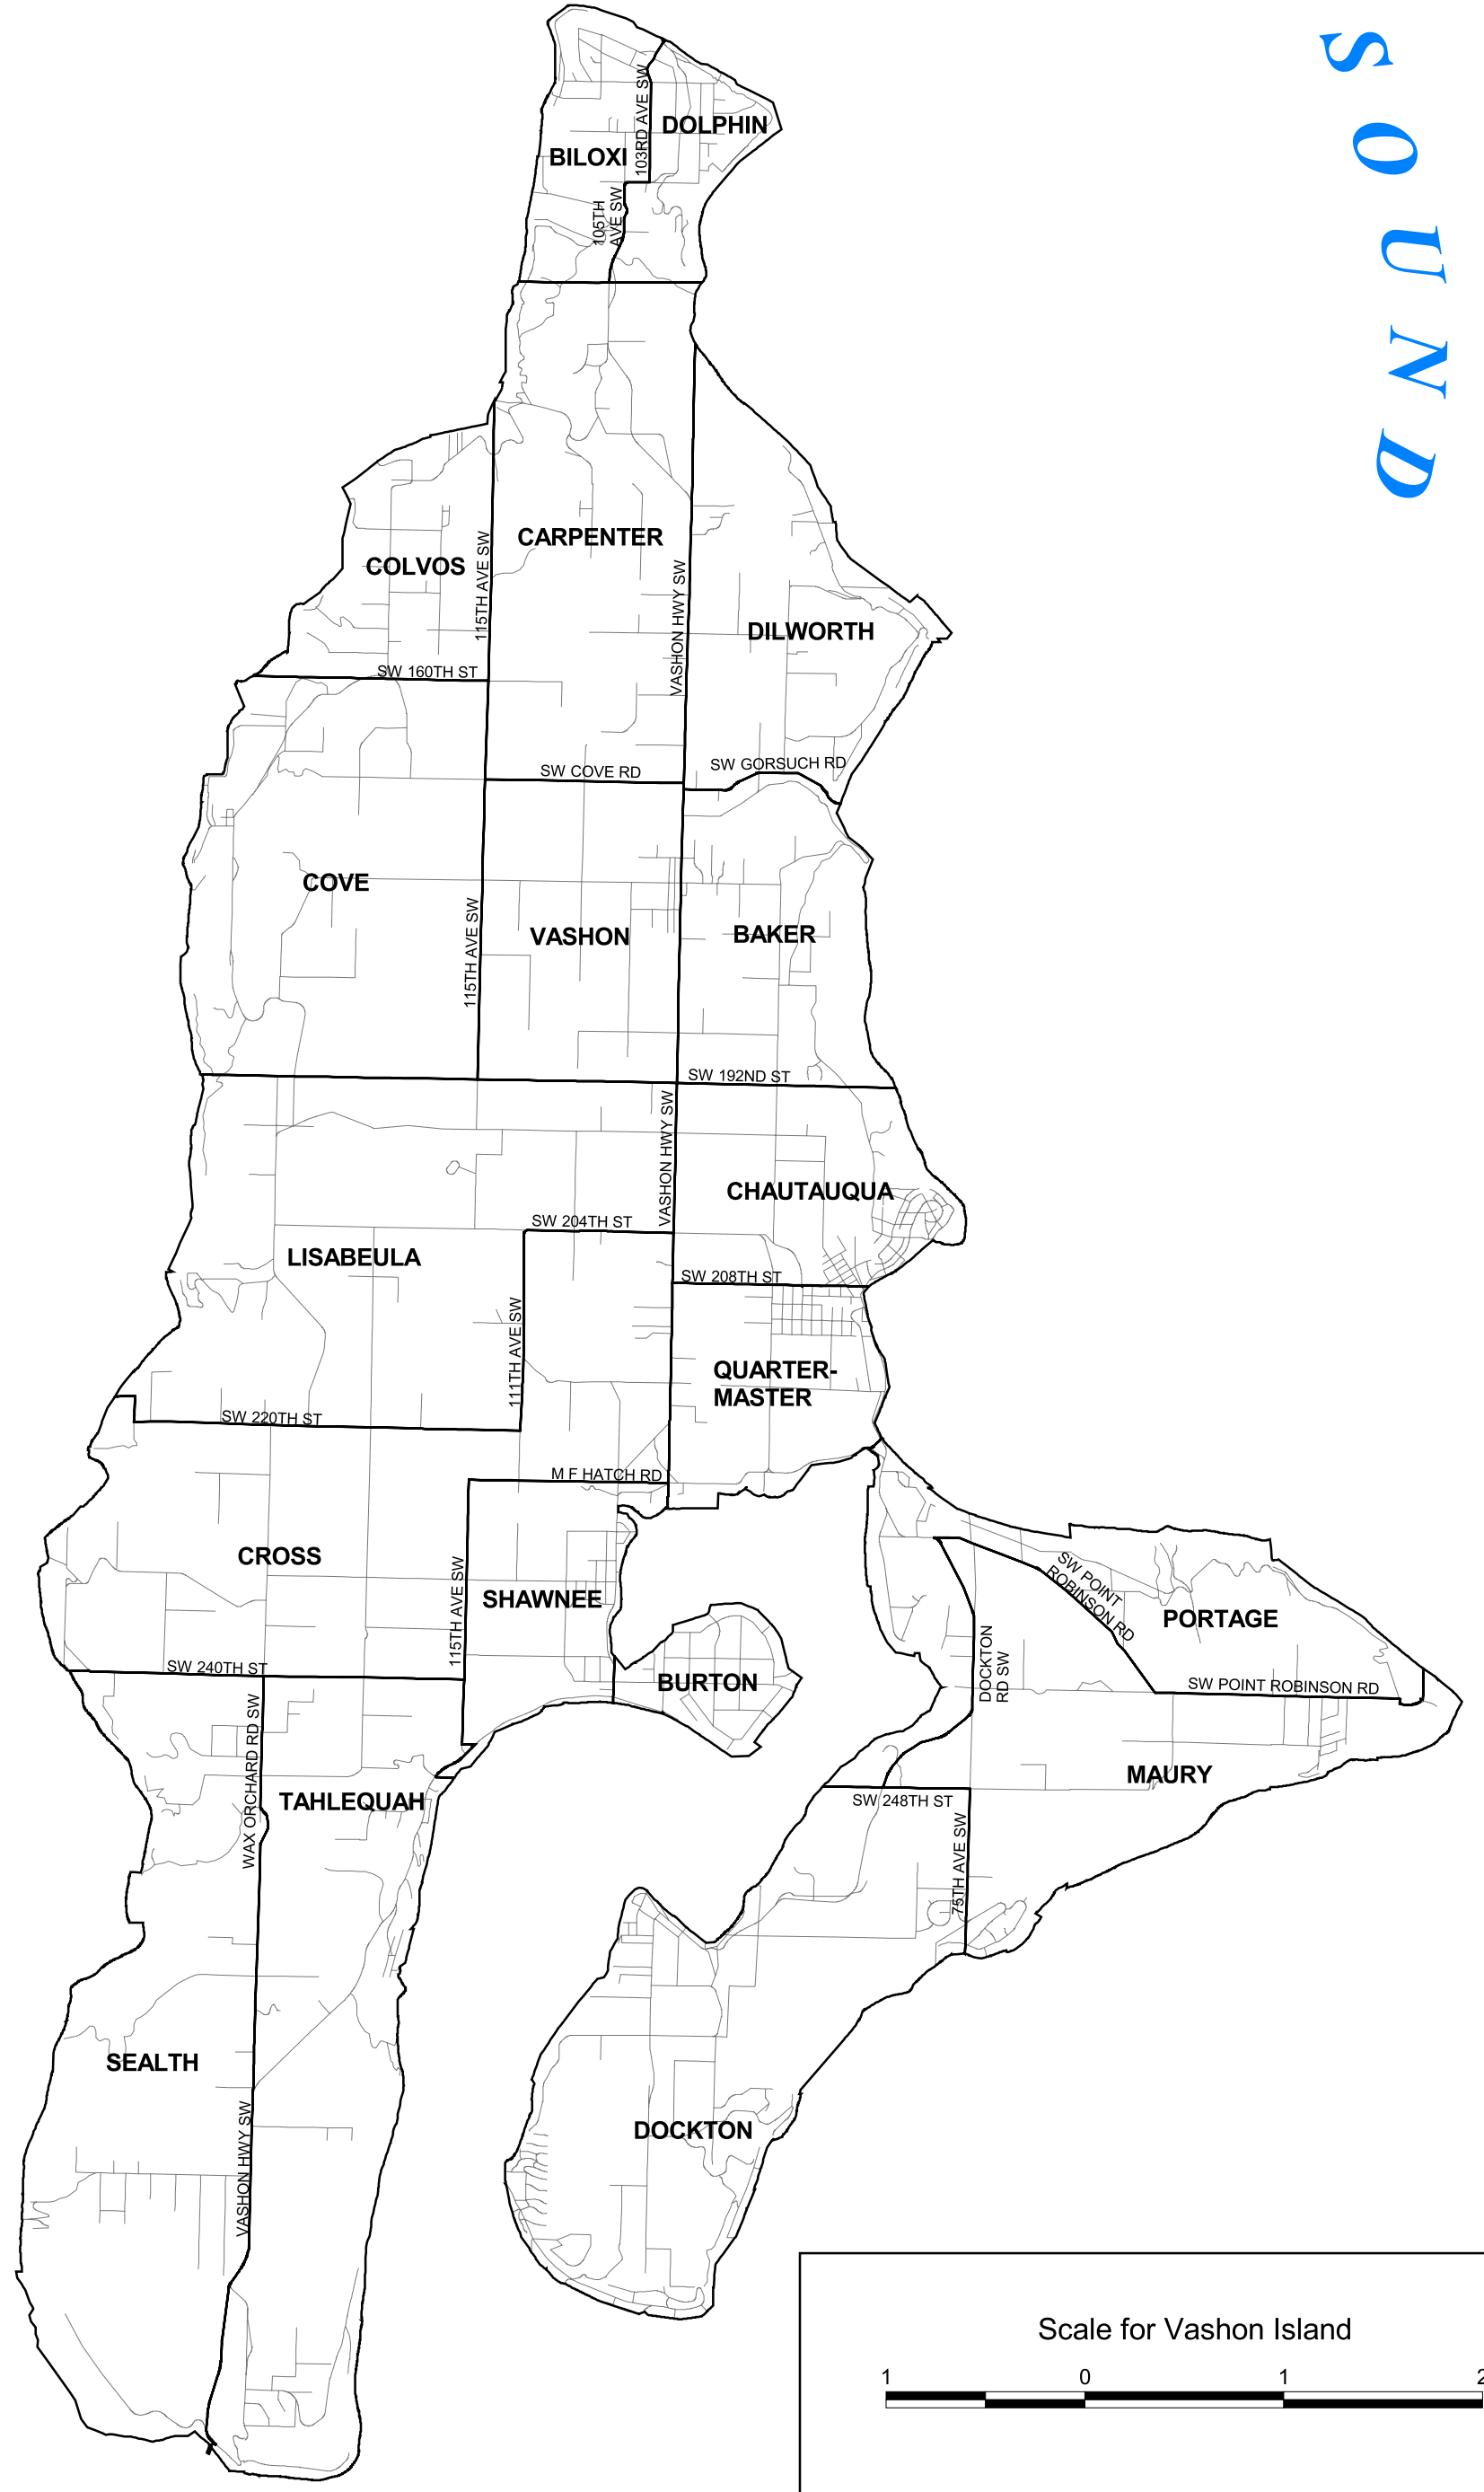 S O U N D
DOLPHIN
103RD AVE SW
BILOXI
105TH
AVE SW
CARPENTER
115TH AVE SW
COLVOS
VASHON HWY SW
DILWORTH
SW 160TH ST
SW GORSUCH RD
SW COVE RD
COVE
115TH AVE SW
VASHON
BAKER
SW 192ND ST
VASHON HWY SW
CHAUTAUQUA
SW 204TH ST
LISABEULA
SW 208TH ST
111TH AVE SW
QUARTER-
MASTER
SW 220TH ST
M F HATCH RD
CROSS
115TH AVE SW
SHAWNEE
SW POINT
ROBINSON RD
PORTAGE
DOCKTON
RD SW
SW 240TH ST
BURTON
SW POINT ROBINSON RD
WAX ORCHARD RD SW
MAURY
TAHLEQUAH
SW 248TH ST
75TH AVE SW
SEALTH
DOCKTON
VASHON HWY SW
Scale for Vashon Island
1 0 1 2